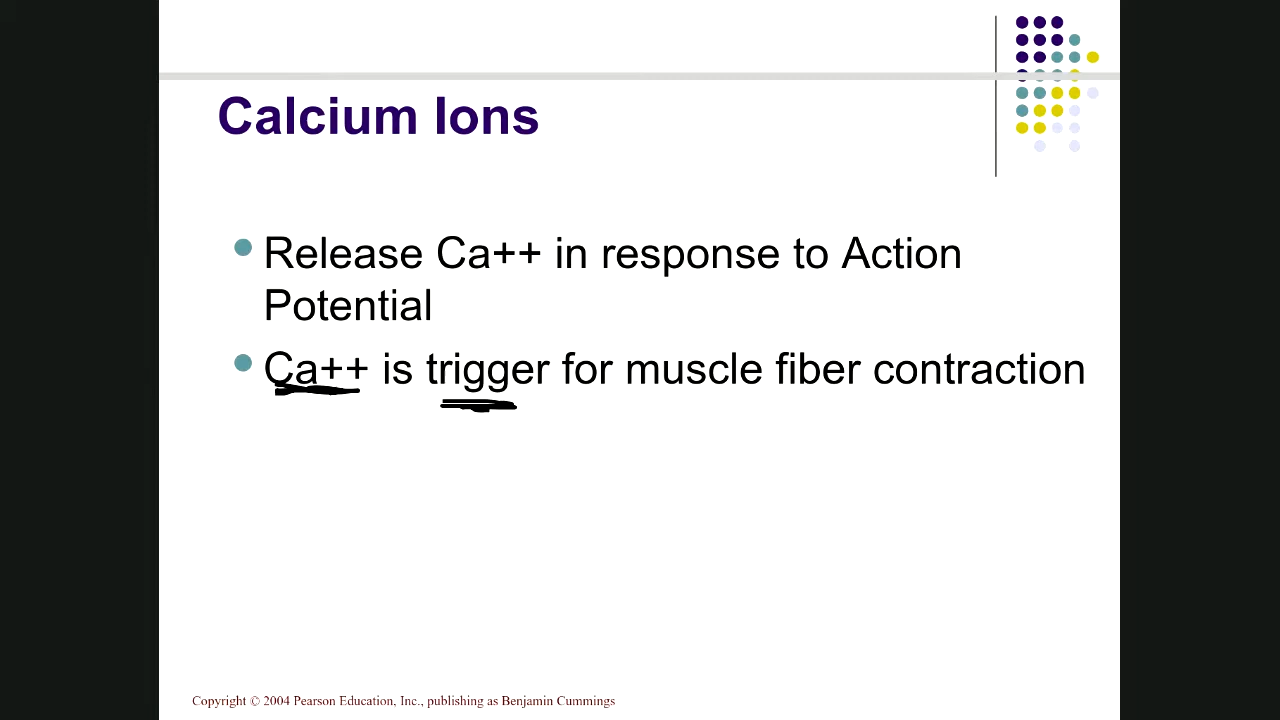 Calcium Ions
Release Ca++ in response to Action
Potential
Ca++ is trigger for muscle fiber contraction
Copyright © 2004 Pearson Education, Inc., publishing as Benjamin Cummings